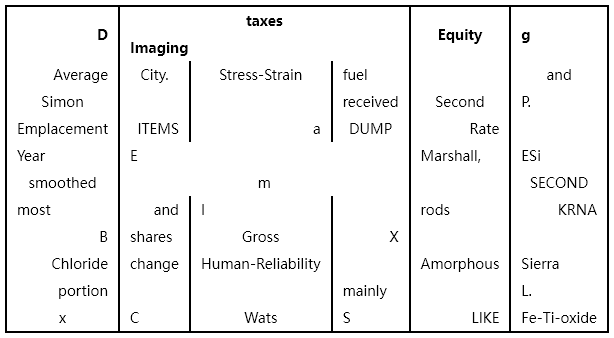 D taxes Equity g
Imaging
Average City. Stress-Strain fuel and
Simon received Second P.
Emplacement ITEMS a DUMP Rate
Year E Marshall, ESi
smoothed m SECOND
most and I rods KRNA
B shares Gross X
Chloride change Human-Reliability Amorphous Sierra
portion mainly L.
x C Wats S LIKE Fe-Ti-oxide